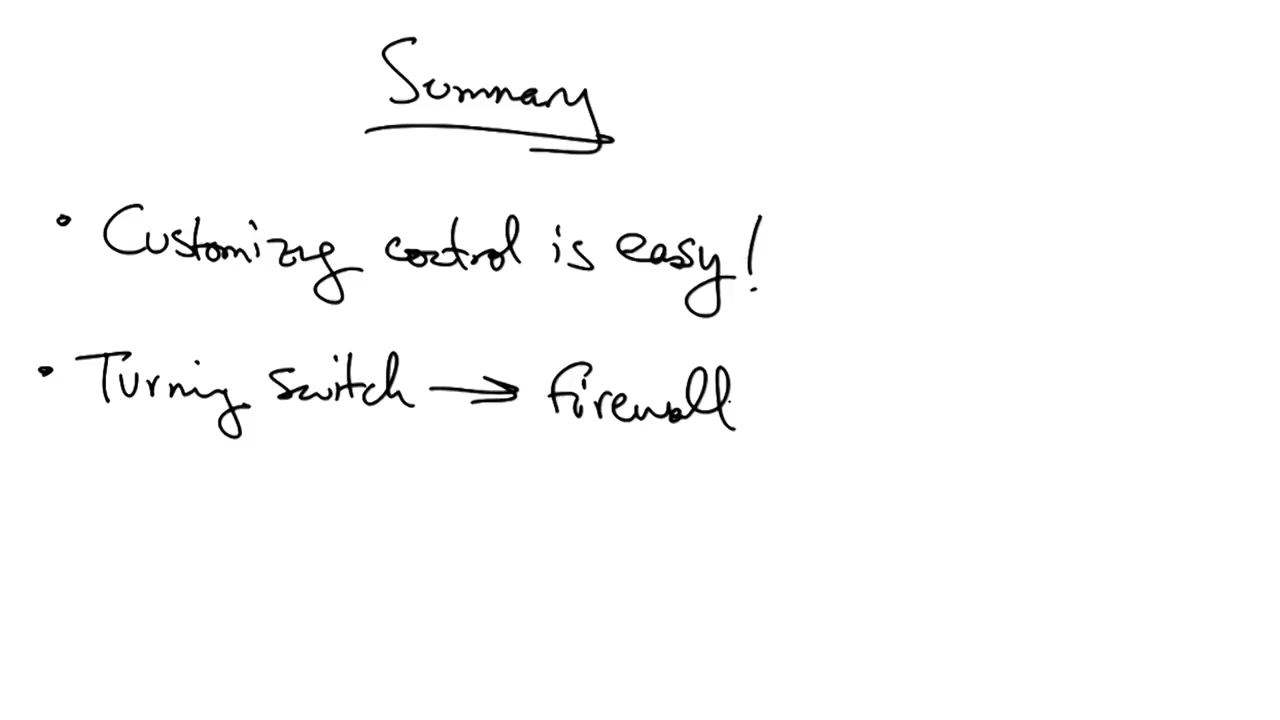 Summary
• Customizing control is easy!
• Turning switch → firewall